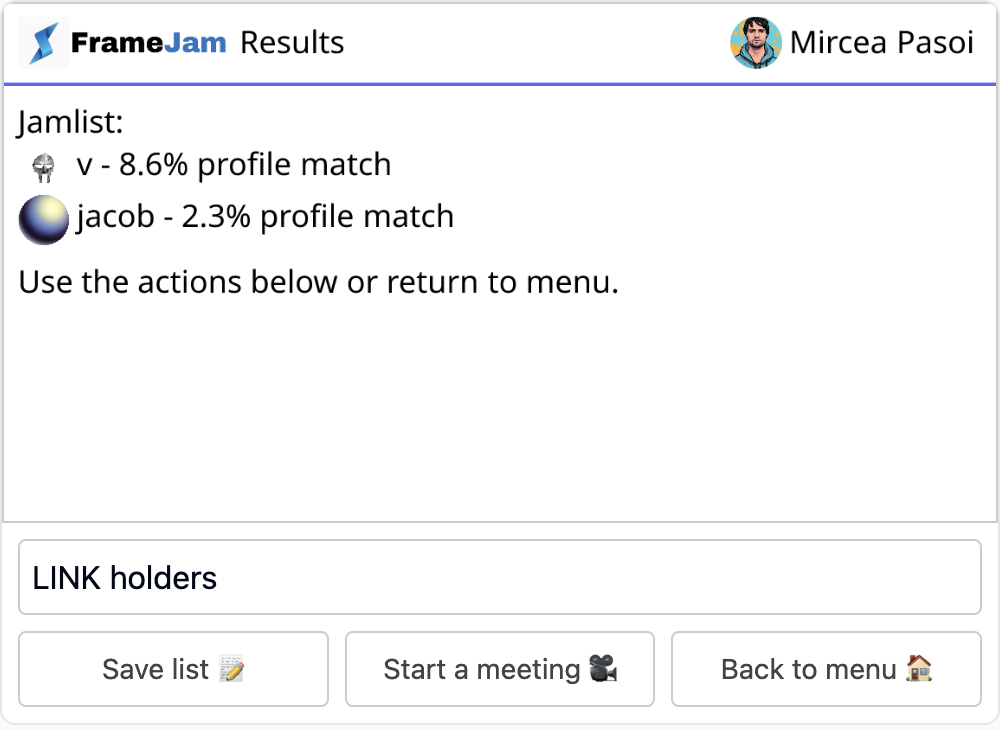 FrameJam Results
Mircea Pasoi
Jamlist:
v - 8.6% profile match
jacob - 2.3% profile match
Use the actions below or return to menu.
LINK holders
Save list 📝
Start a meeting 🎥
Back to menu 🏠